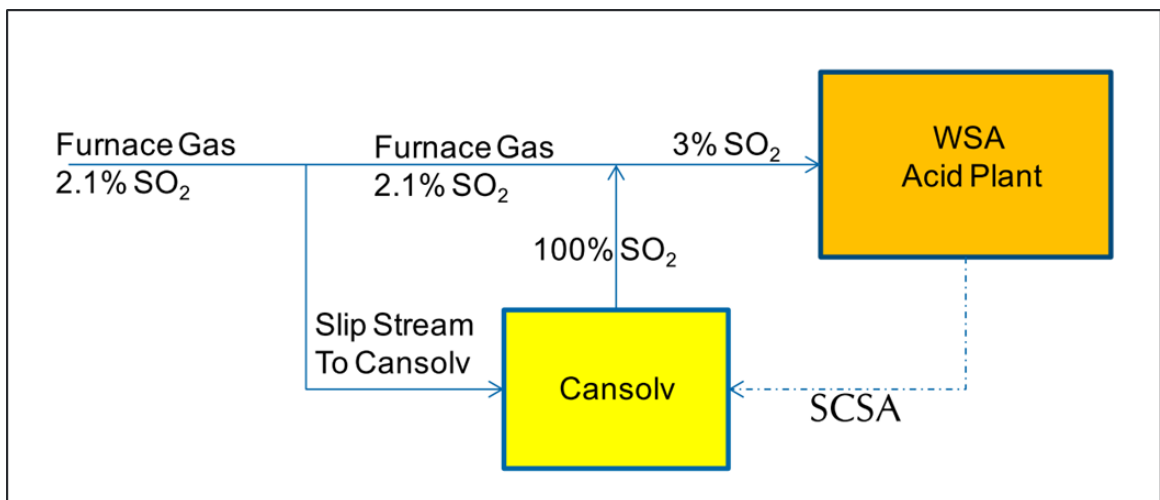 Furnace Gas
2.1% SO₂
Furnace Gas
2.1% SO₂
3% SO₂
WSA
Acid Plant
100% SO₂
Slip Stream
To Cansolv
Cansolv
SCSA